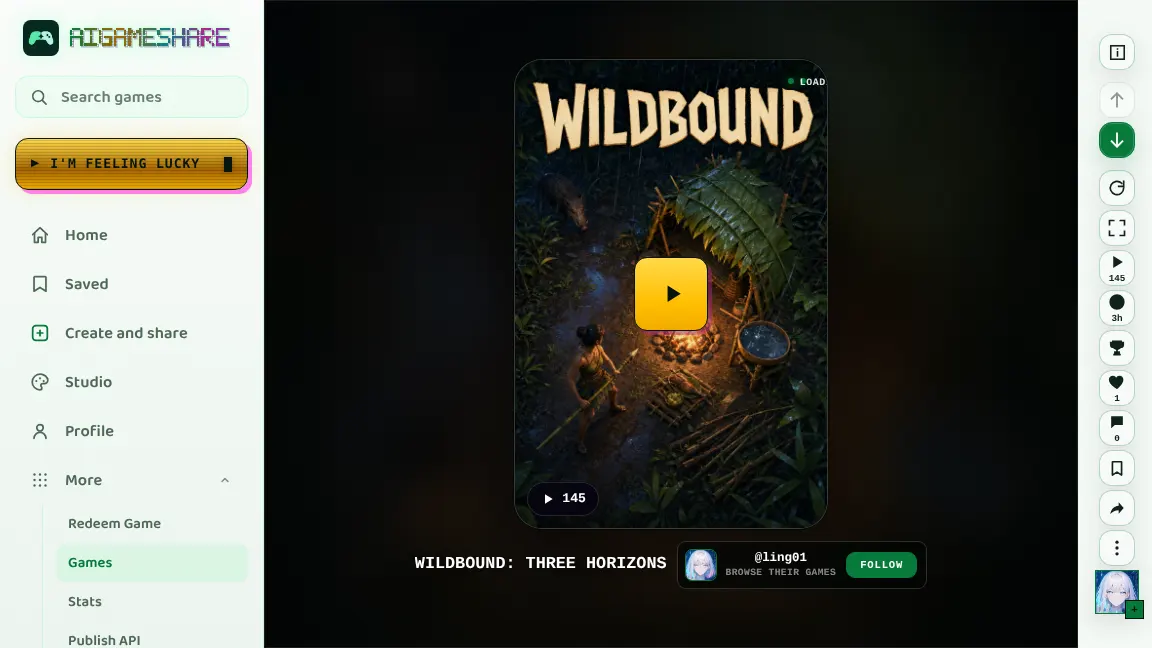 AIGAMESHARE
Search games
I'M FEELING LUCKY
Home
Saved
Create and share
Studio
Profile
More
Redeem Game
Games
Stats
Publish API
LOAD
WILDBOUND
145
WILDBOUND: THREE HORIZONS
@ling01
BROWSE THEIR GAMES
FOLLOW
145
3h
1
0